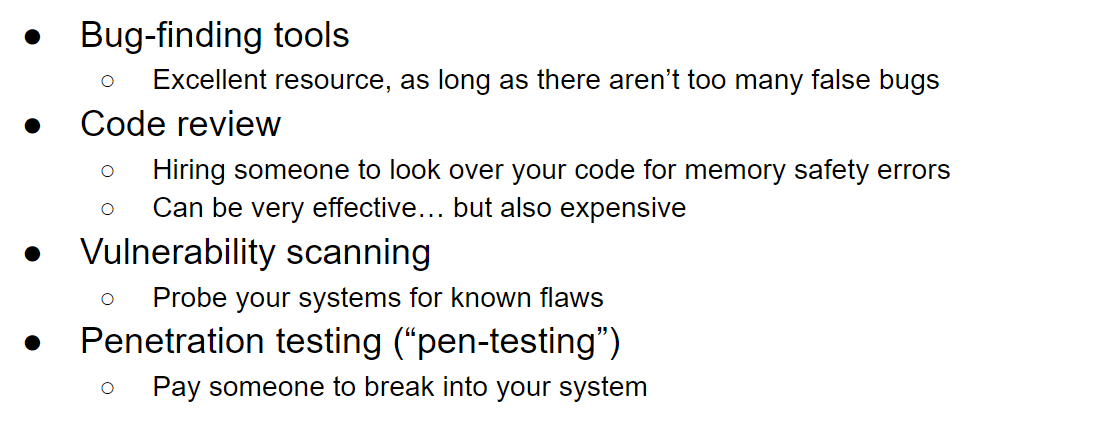 ● Bug-finding tools
○ Excellent resource, as long as there aren’t too many false bugs
● Code review
○ Hiring someone to look over your code for memory safety errors
○ Can be very effective… but also expensive
● Vulnerability scanning
○ Probe your systems for known flaws
● Penetration testing (“pen-testing”)
○ Pay someone to break into your system